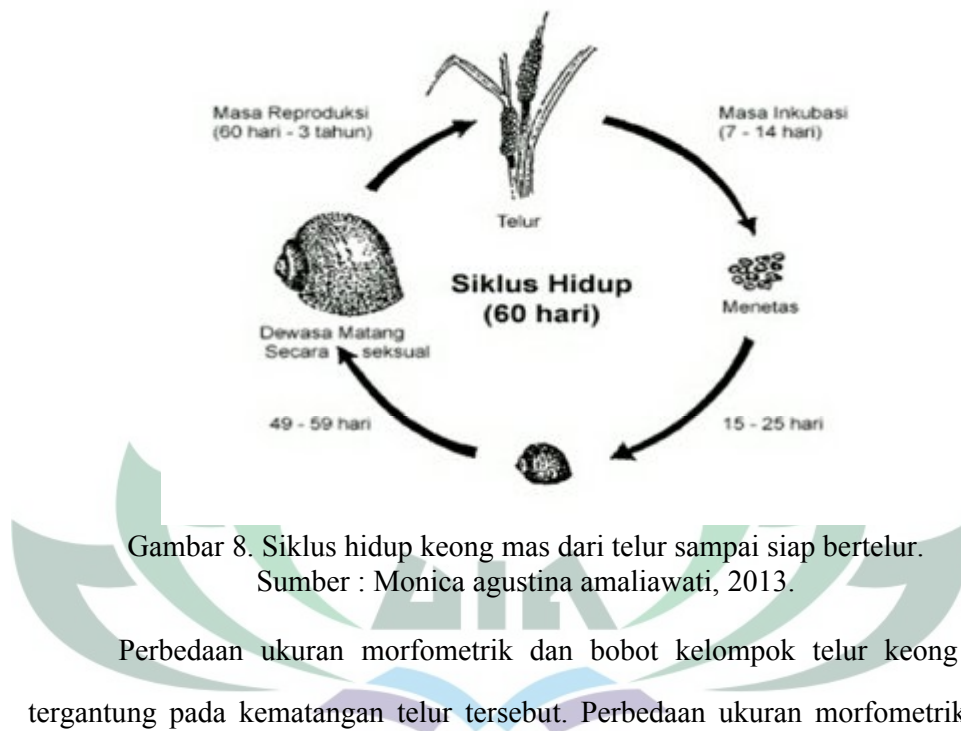 Masa Reproduksi
(60 hari - 3 tahun)
Masa Inkubasi
(7 - 14 hari)
Telur
Siklus Hidup
(60 hari)
Menetas
Dewasa Matang
Secara seksual
49 - 59 hari
15 - 25 hari
Gambar 8. Siklus hidup keong mas dari telur sampai siap bertelur.
Sumber : Monica agustina amaliawati, 2013.
Perbedaan ukuran morfometrik dan bobot kelompok telur keong
tergantung pada kematangan telur tersebut. Perbedaan ukuran morfometrik